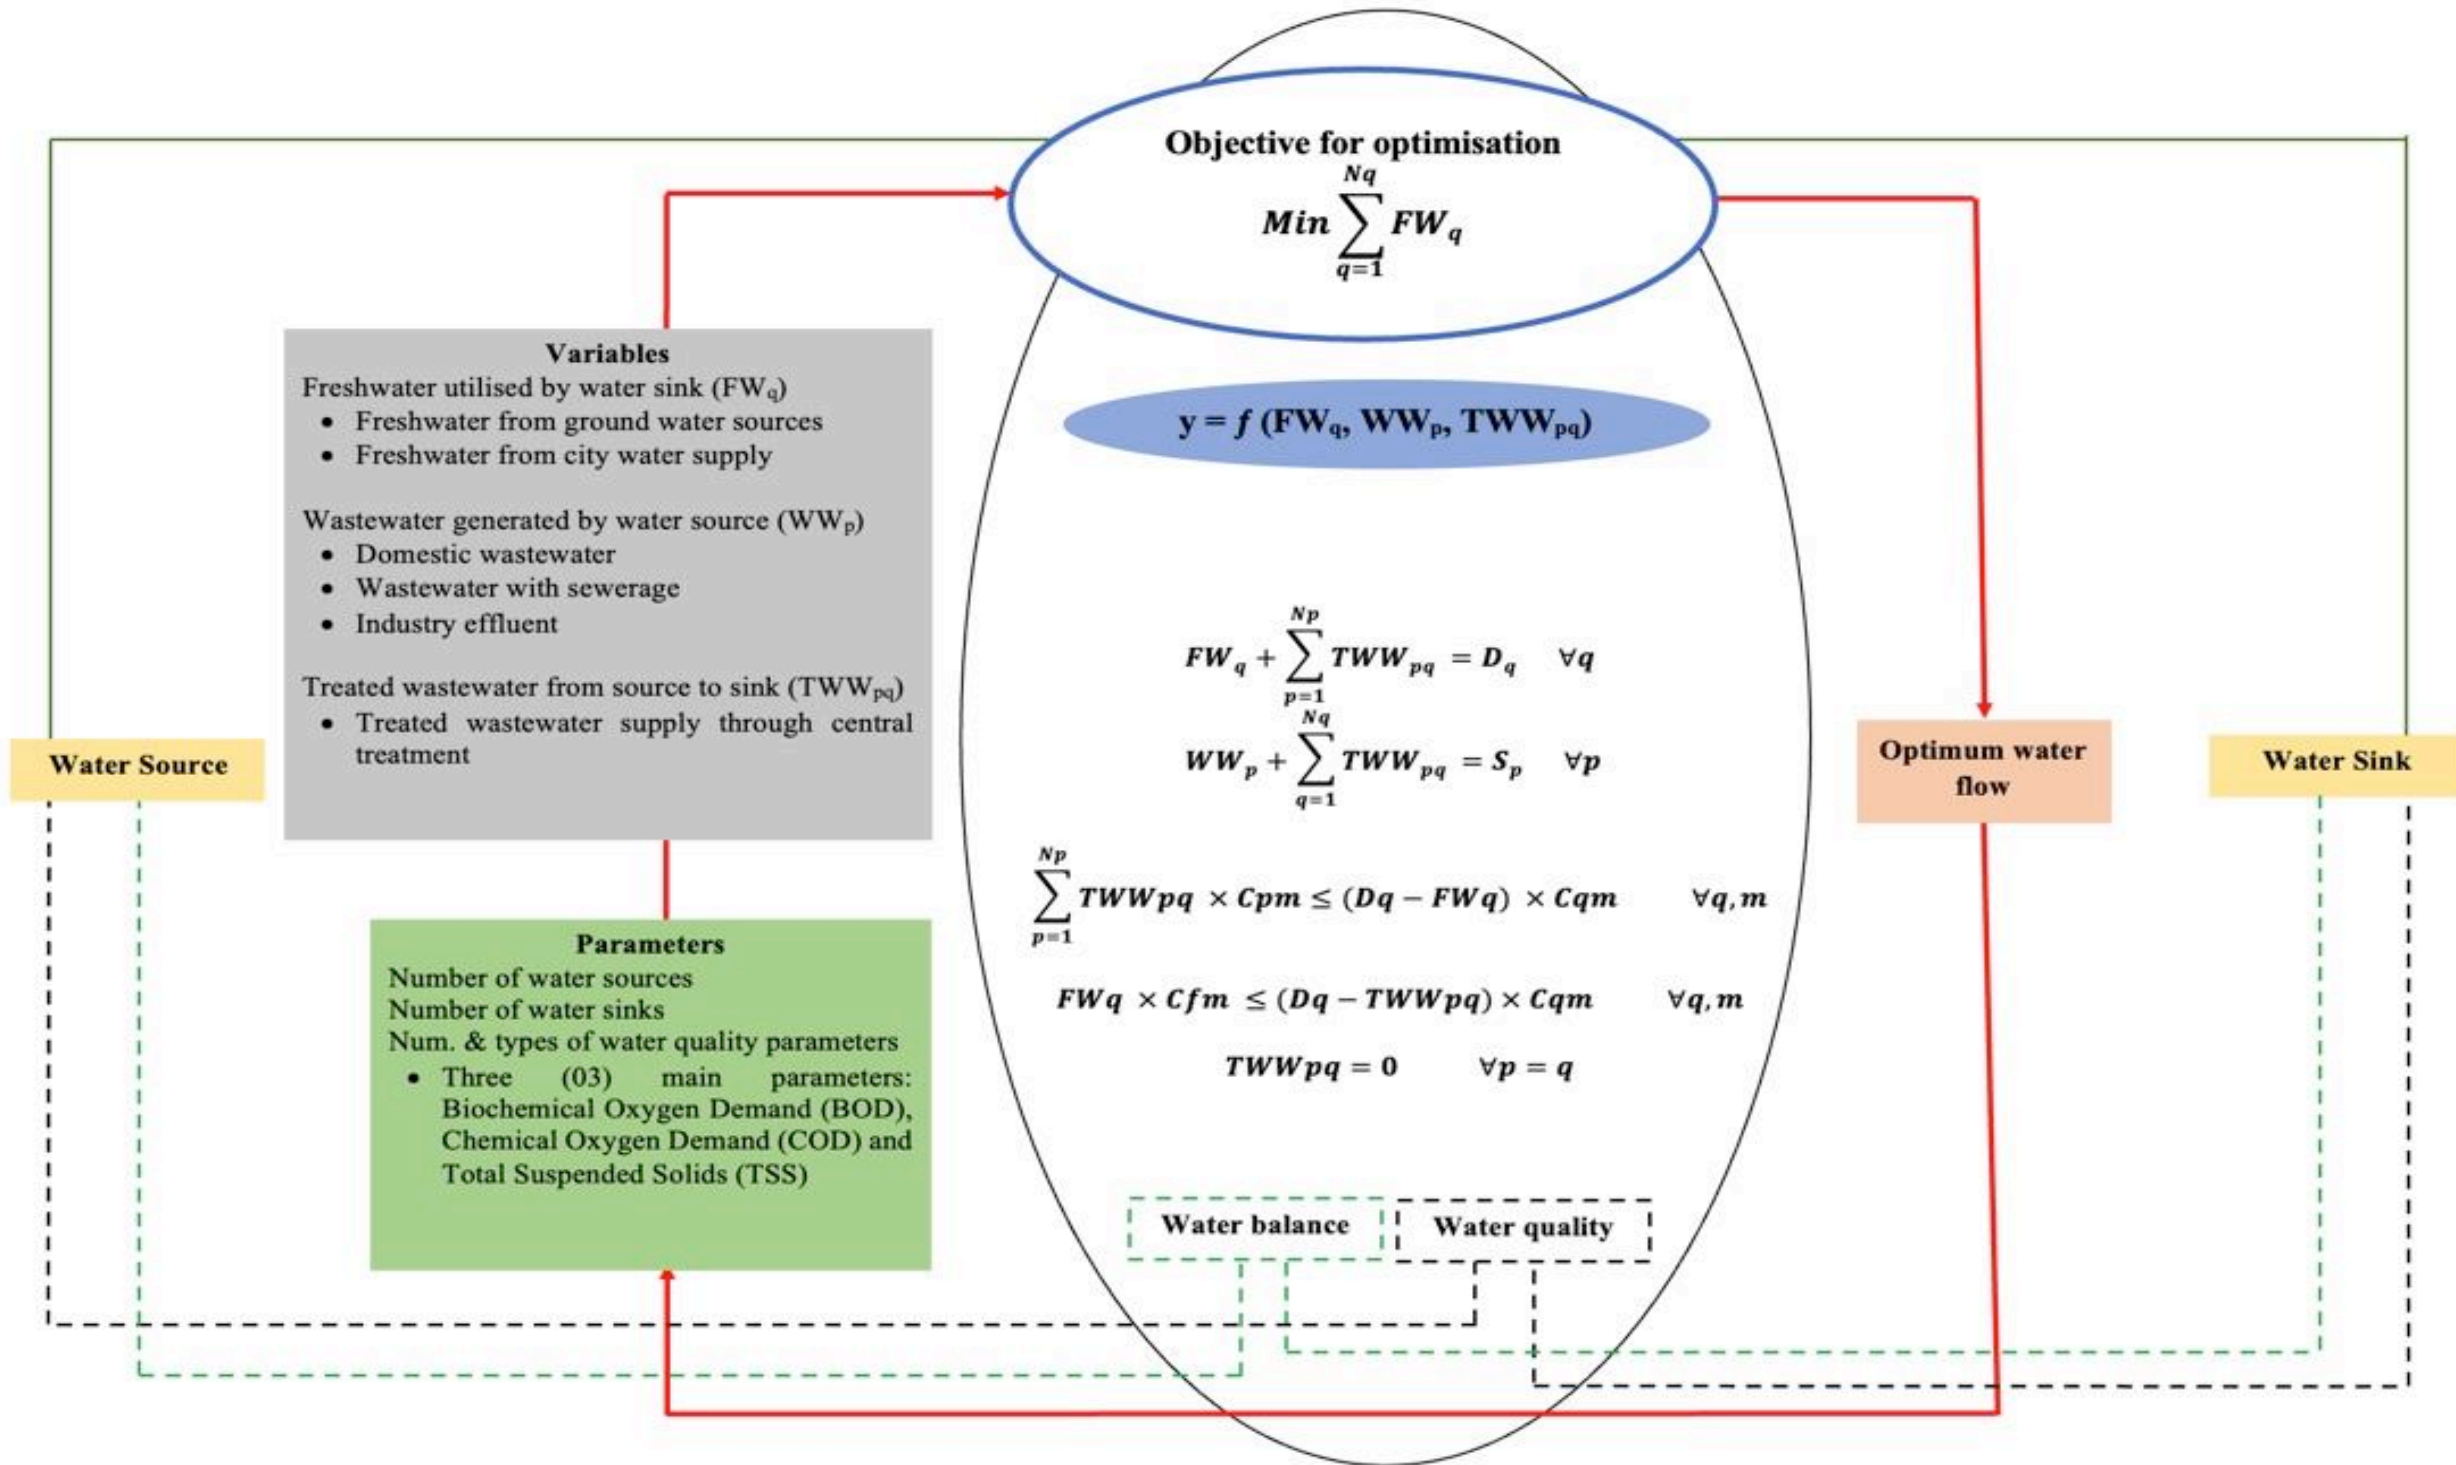 Objective for optimisation
Nq
Min ∑ FW_q
q=1
y = f (FW_q, WW_p, TWW_pq)
Variables
Freshwater utilised by water sink (FW_q)
• Freshwater from ground water sources
• Freshwater from city water supply
Wastewater generated by water source (WW_p)
• Domestic wastewater
• Wastewater with sewerage
• Industry effluent
Treated wastewater from source to sink (TWW_pq)
• Treated wastewater supply through central
treatment
Water Source
Parameters
Number of water sources
Number of water sinks
Num. & types of water quality parameters
• Three (03) main parameters:
Biochemical Oxygen Demand (BOD),
Chemical Oxygen Demand (COD) and
Total Suspended Solids (TSS)
Np
FW_q + ∑ TWW_pq = D_q ∀q
p=1
Nq
WW_p + ∑ TWW_pq = S_p ∀p
q=1
Np
∑ TWWpq × Cpm ≤ (Dq − FWq) × Cqm ∀q, m
p=1
FWq × Cfm ≤ (Dq − TWWpq) × Cqm ∀q, m
TWWpq = 0 ∀p = q
Water balance
Water quality
Optimum water
flow
Water Sink